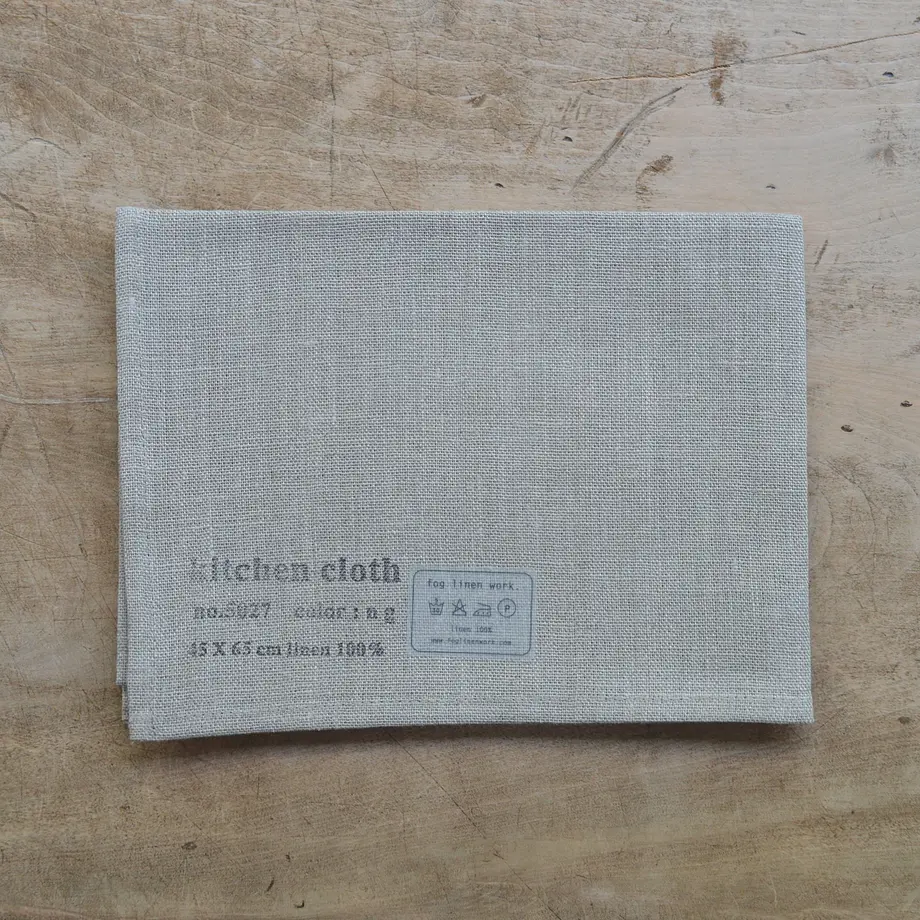 kitchen cloth
no.5027 color : n g
45 X 65 cm linen 100%
fog linen work.
P
linen 100%
www.foglinenwork.com